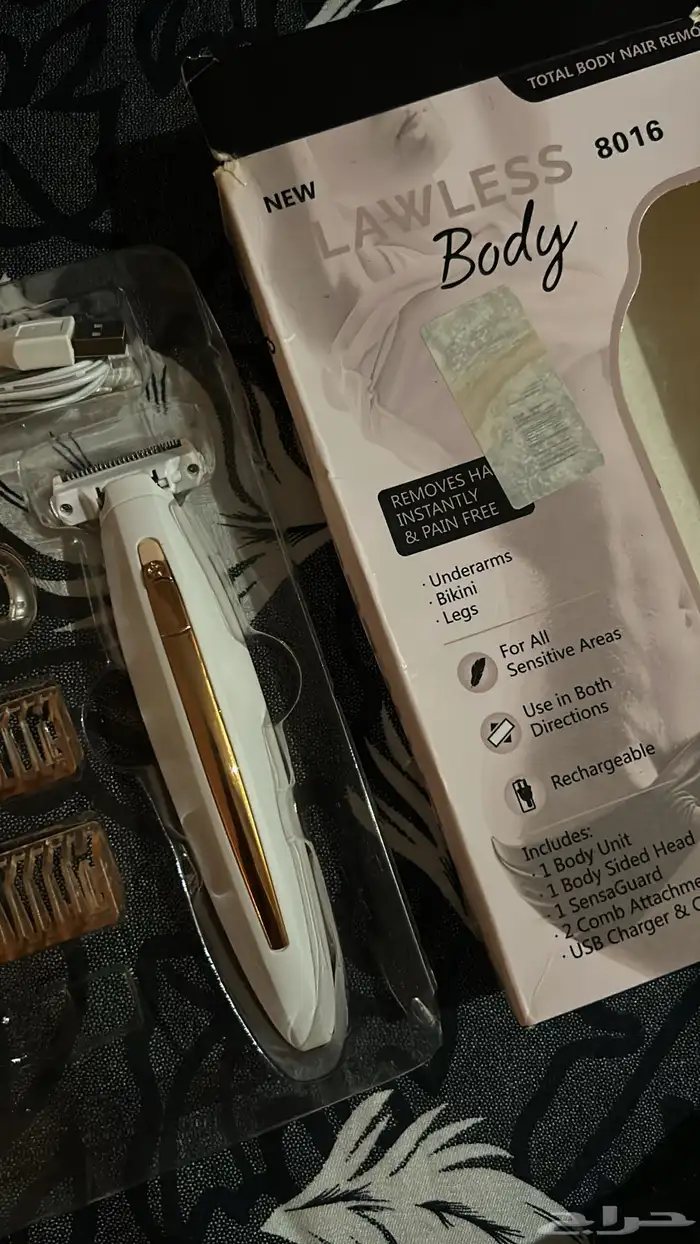 TOTAL BODY NAIR REMO
NEW
LAWLESS
8016
Body
REMOVES HA
INSTANTLY
& PAIN FREE
· Underarms
· Bikini
· Legs
For All
Sensitive Areas
Use in Both
Directions
Rechargeable
Includes:
· 1 Body Unit
· 1 Body Sided Head
· 1 SensaGuard
· 2 Comb Attachme
· USB Charger & C
حراج